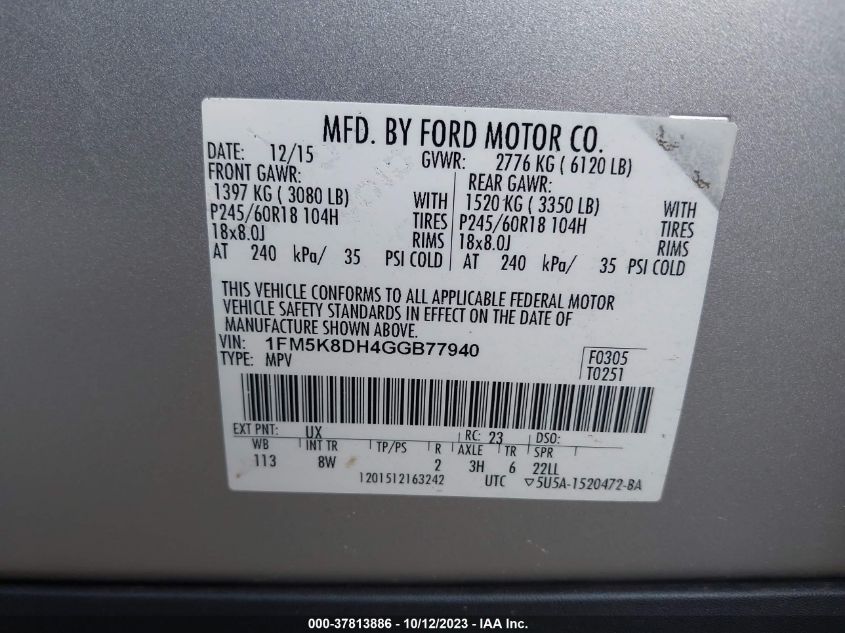 MFD. BY FORD MOTOR CO.
DATE: 12/15 GVWR: 2776 KG ( 6120 LB)
FRONT GAWR: REAR GAWR:
1397 KG ( 3080 LB) WITH 1520 KG ( 3350 LB) WITH
P245/60R18 104H TIRES P245/60R18 104H TIRES
18x8.0J RIMS 18x8.0J RIMS
AT 240 kPa/ 35 PSI COLD AT 240 kPa/ 35 PSI COLD
THIS VEHICLE CONFORMS TO ALL APPLICABLE FEDERAL MOTOR
VEHICLE SAFETY STANDARDS IN EFFECT ON THE DATE OF
MANUFACTURE SHOWN ABOVE.
VIN: 1FM5K8DH4GGB77940
TYPE: MPV F0305
T0251
EXT PNT: UX RC: 23 DSO:
WB INT TR TP/PS R AXLE TR SPR
113 8W 2 3H 6 22LL
1201512163242 UTC ▽5U5A-1520472-BA
000-37813886 - 10/12/2023 - © IAA Inc.